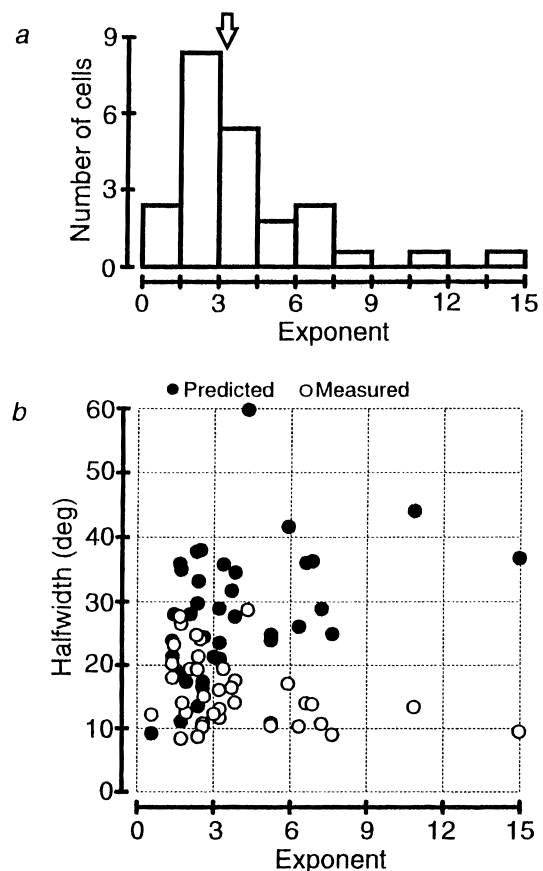 a
Number of cells
9
6
3
0
0 3 6 9 12 15
Exponent
b
Predicted Measured
Halfwidth (deg)
60
50
40
30
20
10
0
0 3 6 9 12 15
Exponent